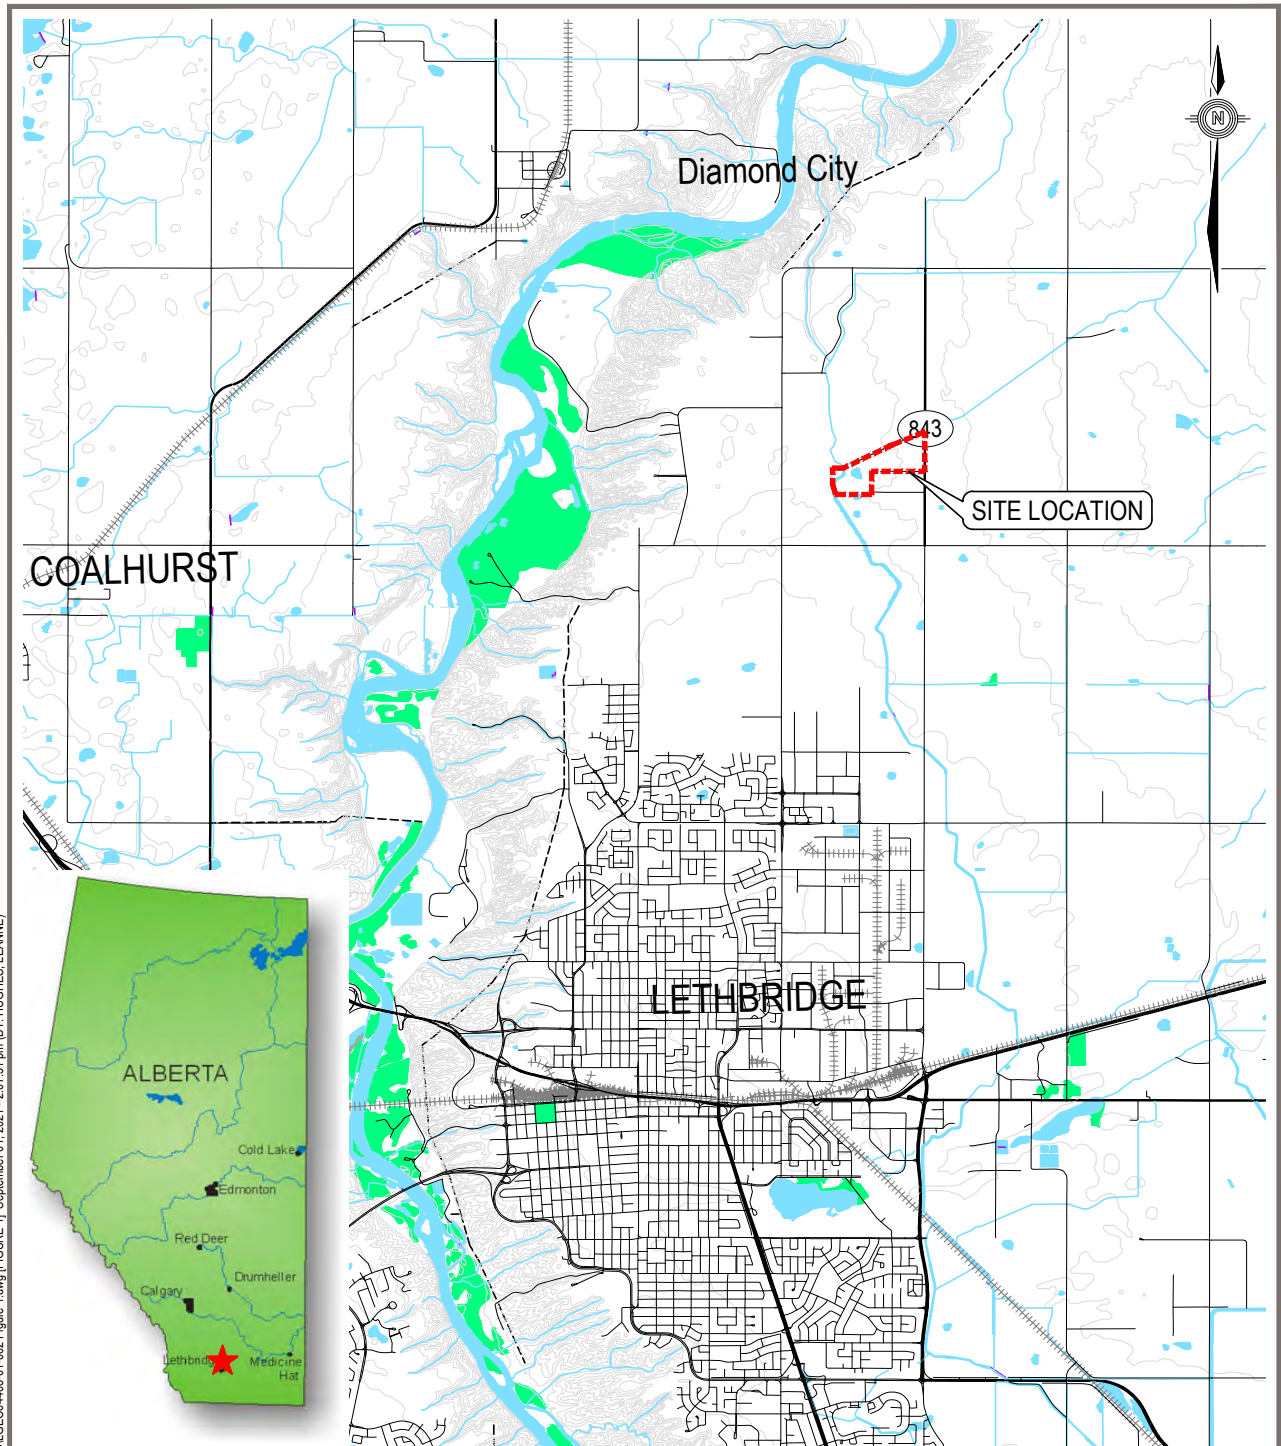 Diamond City
N
843
SITE LOCATION
COALHURST
LETHBRIDGE
ALBERTA
Cold Lake
Edmonton
Red Deer
Drumheller
Calgary
Lethbridge
Medicine
Hat